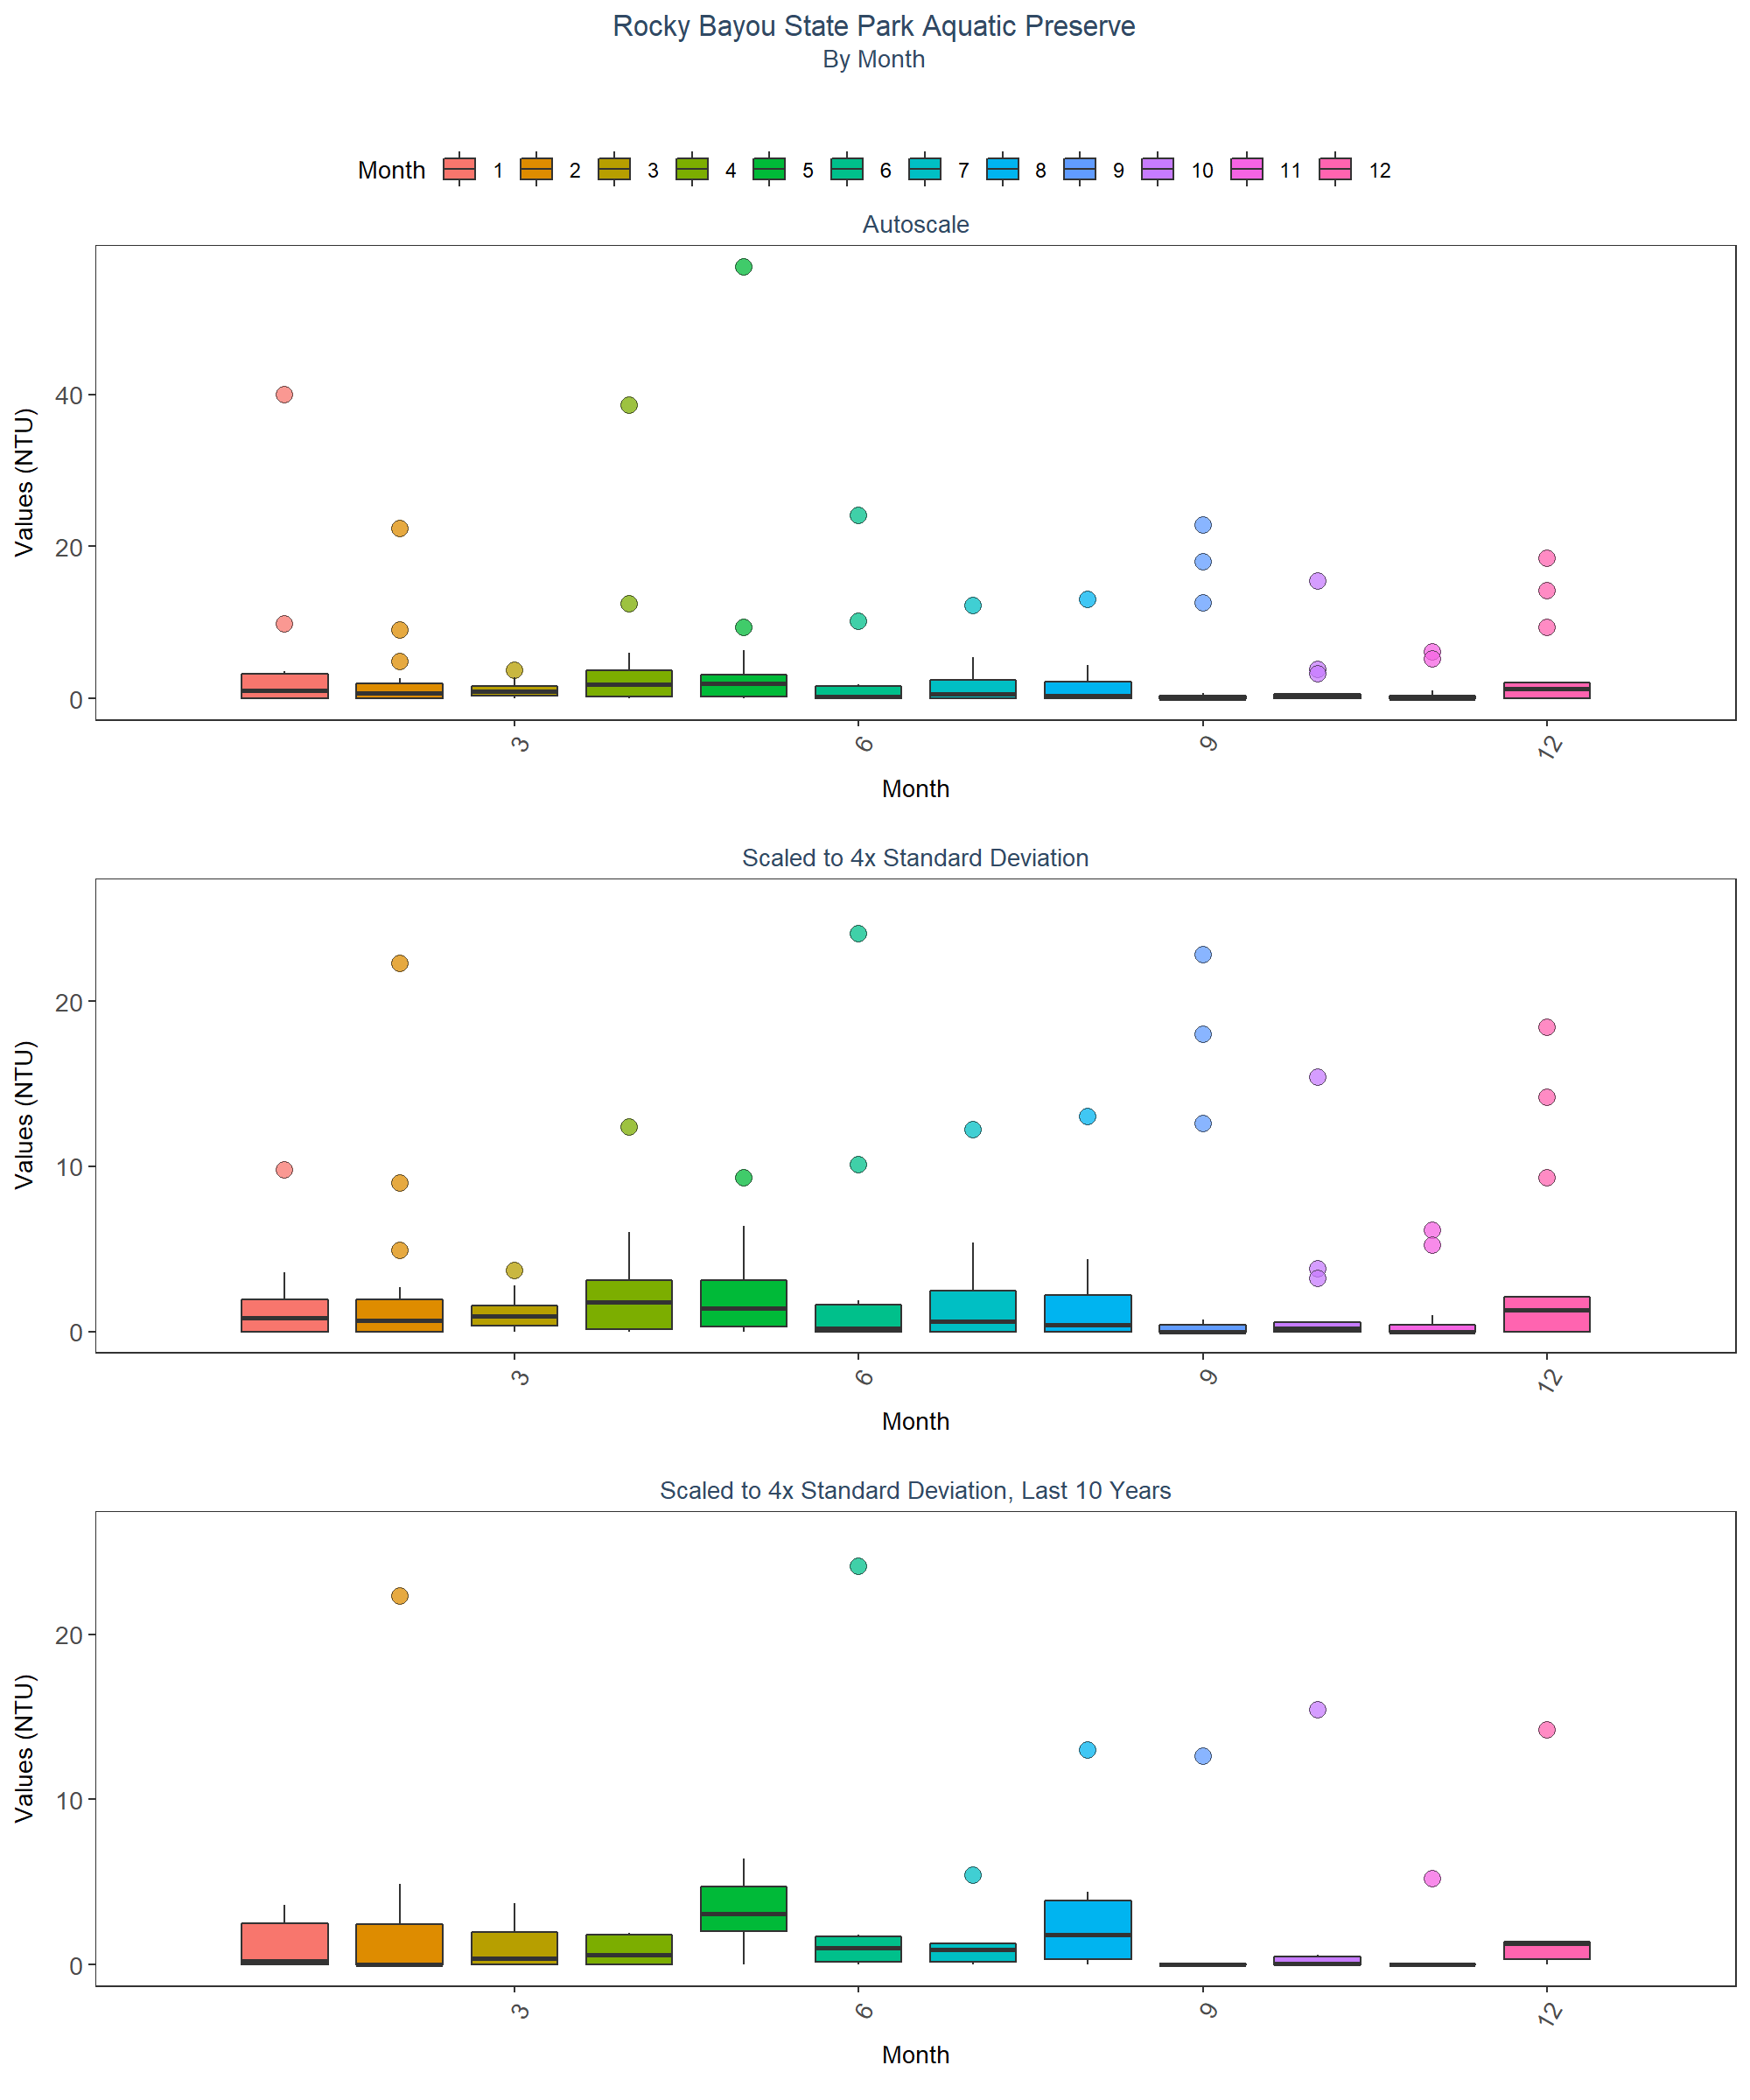 Rocky Bayou State Park Aquatic Preserve
By Month
Month 1 2 3 4 5 6 7 8 9 10 11 12
Autoscale
Values (NTU)
40
20
0
3 6 9 12
Month
Scaled to 4x Standard Deviation
Values (NTU)
20
10
0
3 6 9 12
Month
Scaled to 4x Standard Deviation, Last 10 Years
Values (NTU)
20
10
0
3 6 9 12
Month